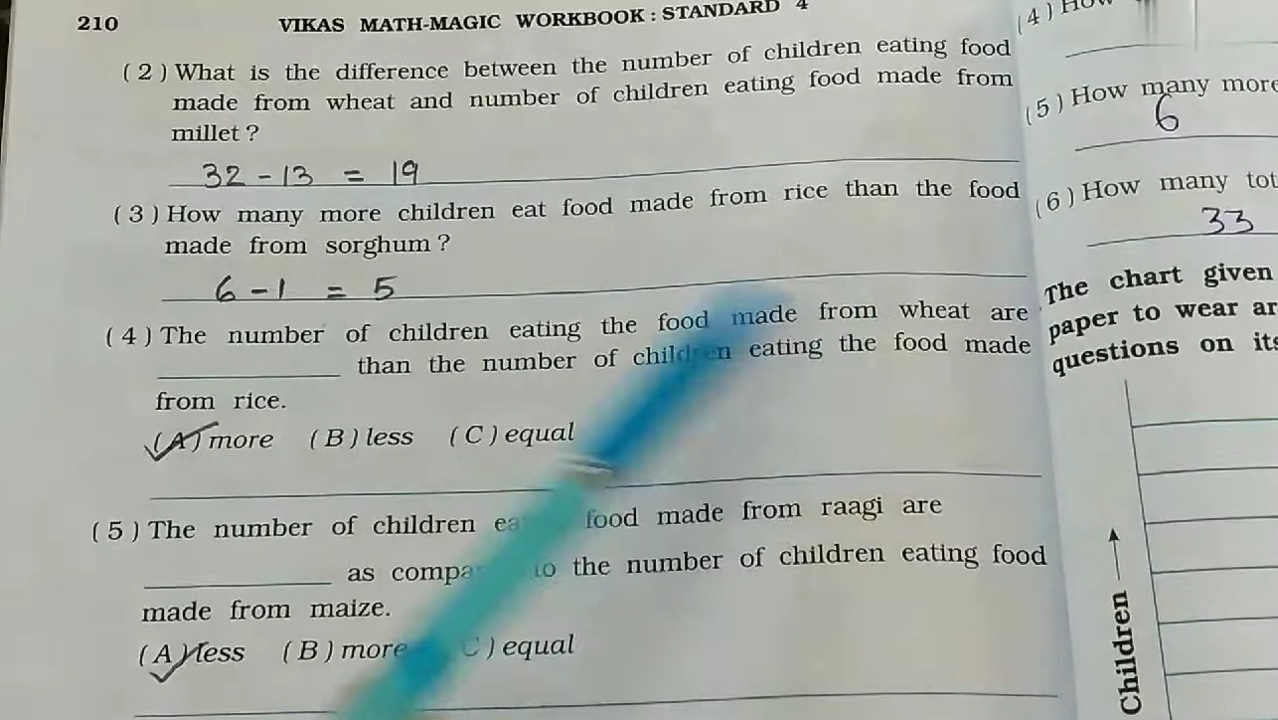 210 VIKAS MATH-MAGIC WORKBOOK : STANDARD 4
( 2 ) What is the difference between the number of children eating food
made from wheat and number of children eating food made from
millet ?
32 - 13 = 19
( 3 ) How many more children eat food made from rice than the food
made from sorghum ?
6 - 1 = 5
( 4 ) The number of children eating the food made from wheat are
than the number of children eating the food made
from rice.
(A) more ( B ) less ( C ) equal
( 5 ) The number of children food made from raagi are
as to the number of children eating food
made from maize.
( A ) less ( B ) more C ) equal
( 4 ) How
( 5 ) How many more
6
( 6 ) How many tot
33
The chart given
paper to wear ar
questions on its
Children